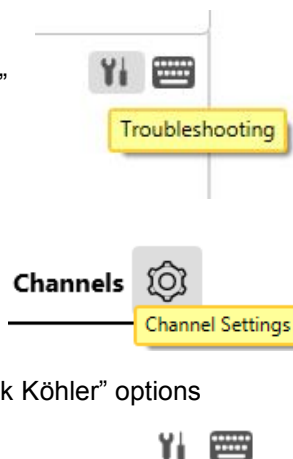 ”
Troubleshooting
Channels
Channel Settings
k Köhler” options